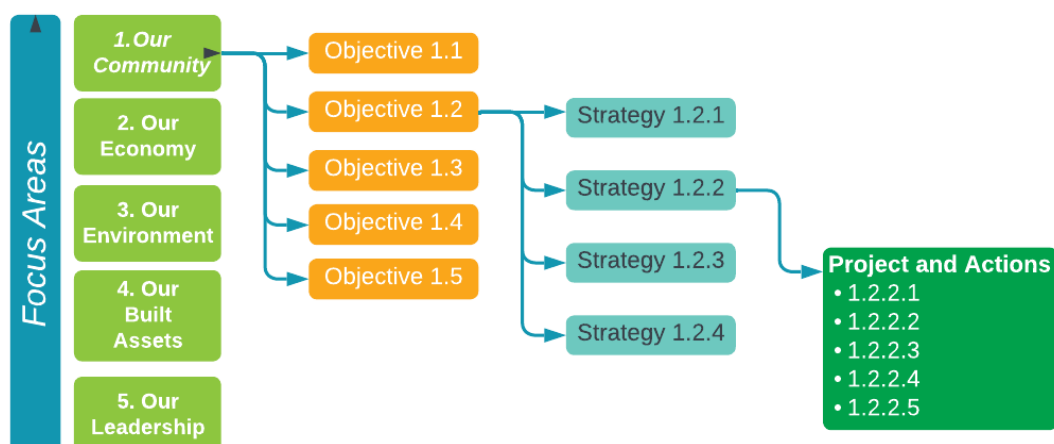 Focus Areas
1.Our
Community
2. Our
Economy
3. Our
Environment
4. Our
Built
Assets
5. Our
Leadership
Objective 1.1
Objective 1.2
Objective 1.3
Objective 1.4
Objective 1.5
Strategy 1.2.1
Strategy 1.2.2
Strategy 1.2.3
Strategy 1.2.4
Project and Actions
• 1.2.2.1
• 1.2.2.2
• 1.2.2.3
• 1.2.2.4
• 1.2.2.5